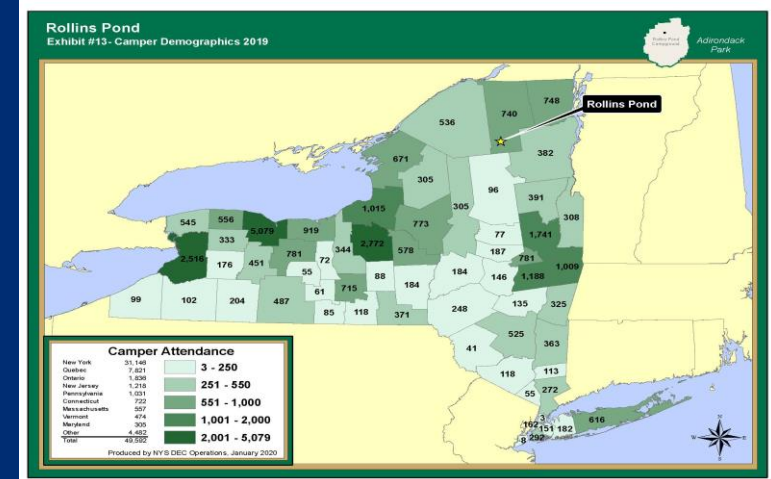 Rollins Pond
Exhibit #13- Camper Demographics 2019
Rollins Pond
Campground
Adirondack
Park
748
740
Rollins Pond
536
671
382
305
96
305
391
308
1,015
545
556
5,079
919
773
77
1,741
333
2,772
578
187
2,516
344
781
781
72
1,009
176
451
55
1,188
88
184
184
146
61
715
99
102
204
487
135
325
85
118
371
248
525
363
41
118
113
55
272
3
162
151
182
616
8
292
N
W
E
S
Camper Attendance
New York 31,146
Quebec 7,821
Ontario 1,836
New Jersey 1,218
Pennsylvania 1,031
Connecticut 722
Massachusetts 557
Vermont 474
Maryland 305
Other 4,482
Total 49,592
3 - 250
251 - 550
551 - 1,000
1,001 - 2,000
2,001 - 5,079
Produced by NYS DEC Operations, January 2020